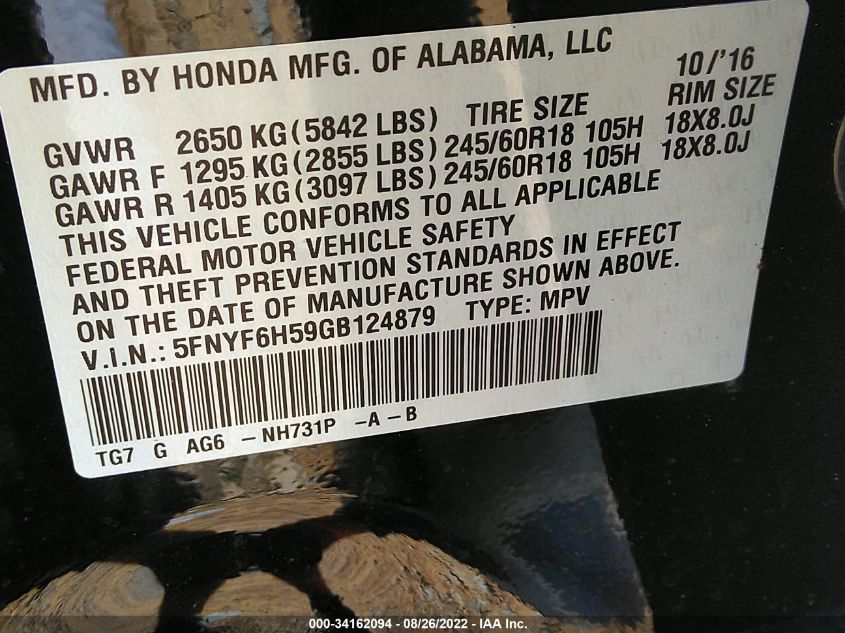 MFD. BY HONDA MFG. OF ALABAMA, LLC 10/'16
GVWR 2650 KG (5842 LBS) TIRE SIZE RIM SIZE
GAWR F 1295 KG (2855 LBS) 245/60R18 105H 18X8.0J
GAWR R 1405 KG (3097 LBS) 245/60R18 105H 18X8.0J
THIS VEHICLE CONFORMS TO ALL APPLICABLE
FEDERAL MOTOR VEHICLE SAFETY
AND THEFT PREVENTION STANDARDS IN EFFECT
ON THE DATE OF MANUFACTURE SHOWN ABOVE.
V.I.N.: 5FNYF6H59GB124879 TYPE: MPV
TG7 G AG6 - NH731P - A - B
000-34162094 - 08/26/2022 - IAA Inc.